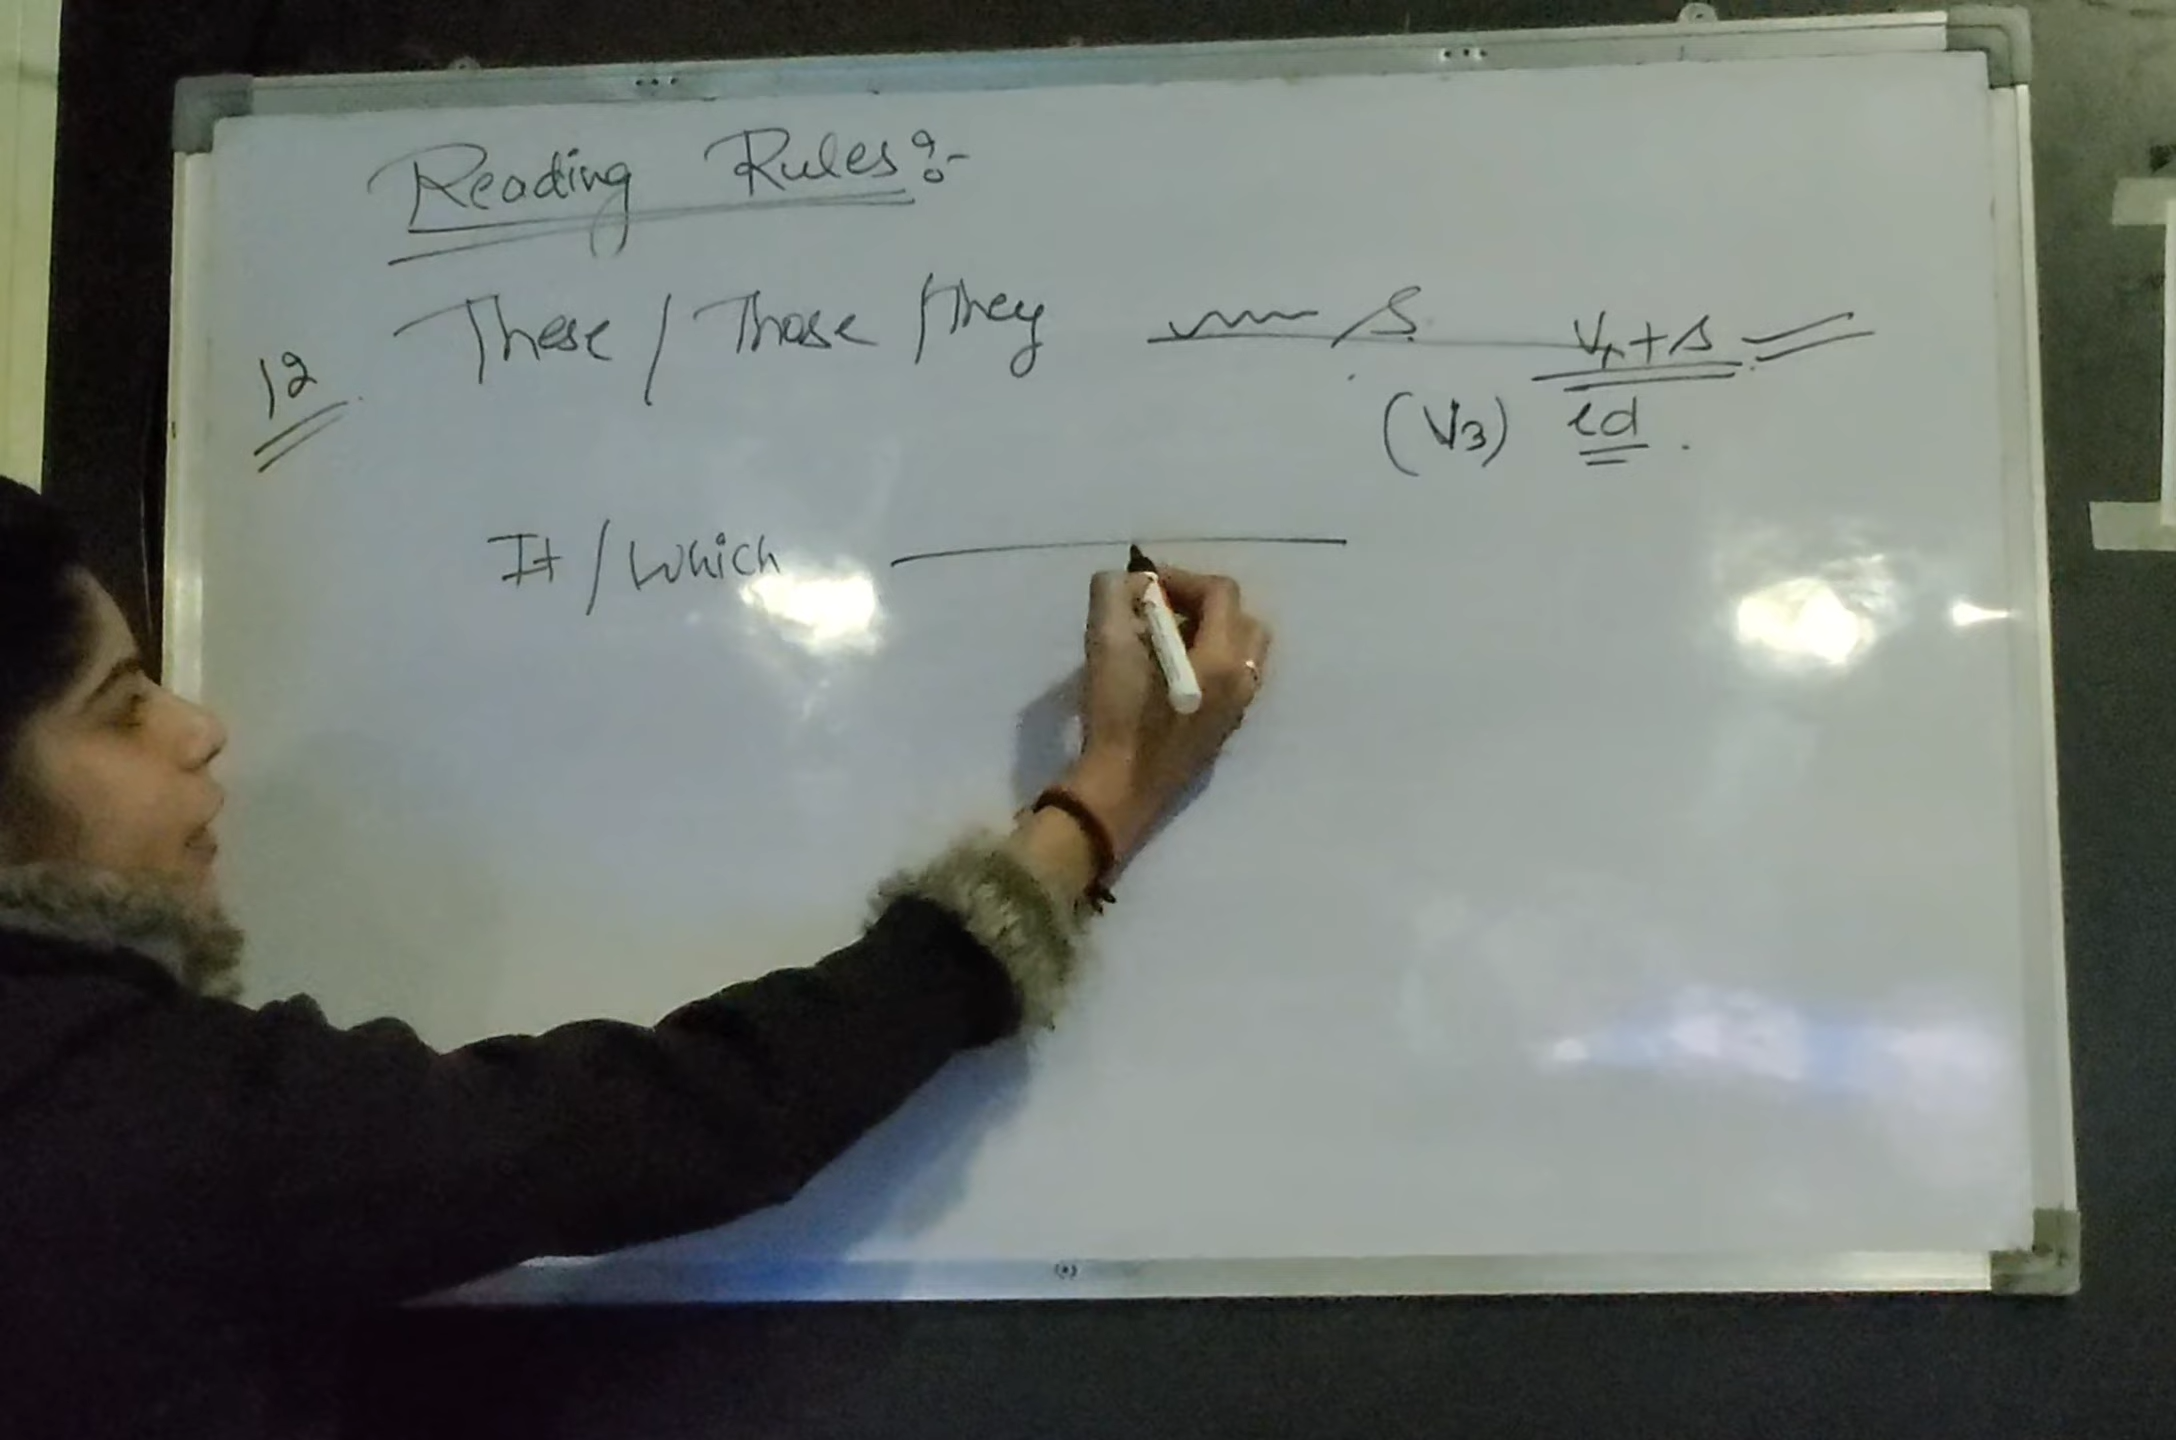 Reading Rules:-
12 These / Those / They S. V1+s
(V3) ed.
It / Which